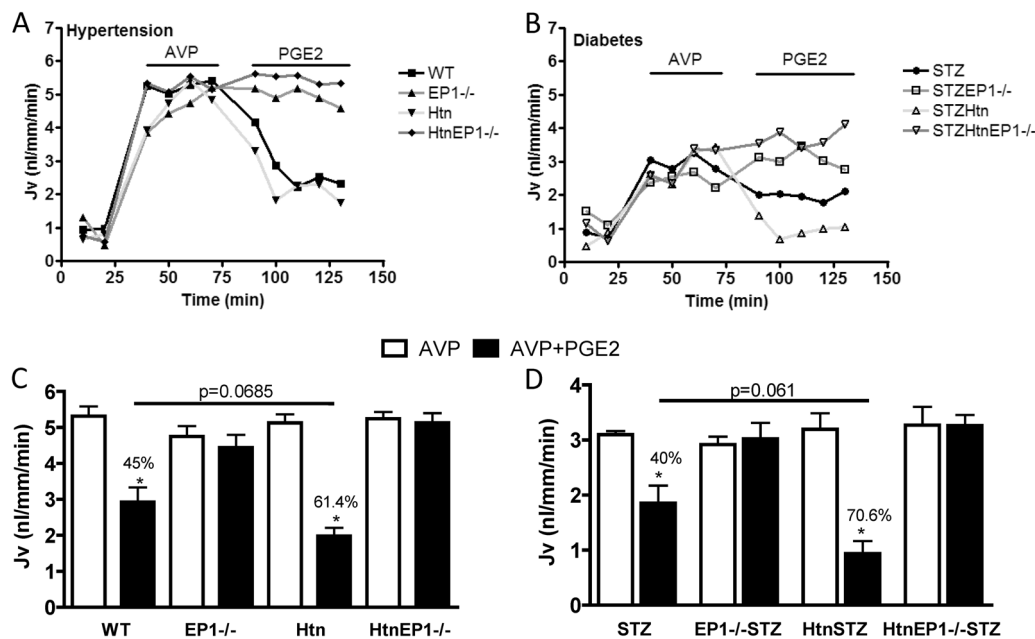 A
Hypertension
AVP
PGE2
Jv (nl/mm/min)
7
6
5
4
3
2
1
0
0 25 50 75 100 125 150
Time (min)
WT
EP1-/-
Htn
HtnEP1-/-
B
Diabetes
AVP
PGE2
Jv (nl/mm/min)
7
6
5
4
3
2
1
0
0 25 50 75 100 125 150
Time (min)
STZ
STZEP1-/-
STZHtn
STZHtnEP1-/-
AVP AVP+PGE2
C
p=0.0685
Jv (nl/mm/min)
6
5
4
3
2
1
0
45%
*
61.4%
*
WT EP1-/- Htn HtnEP1-/-
D
p=0.061
Jv (nl/mm/min)
4
3
2
1
0
40%
*
70.6%
*
STZ EP1-/-STZ HtnSTZ HtnEP1-/-STZ